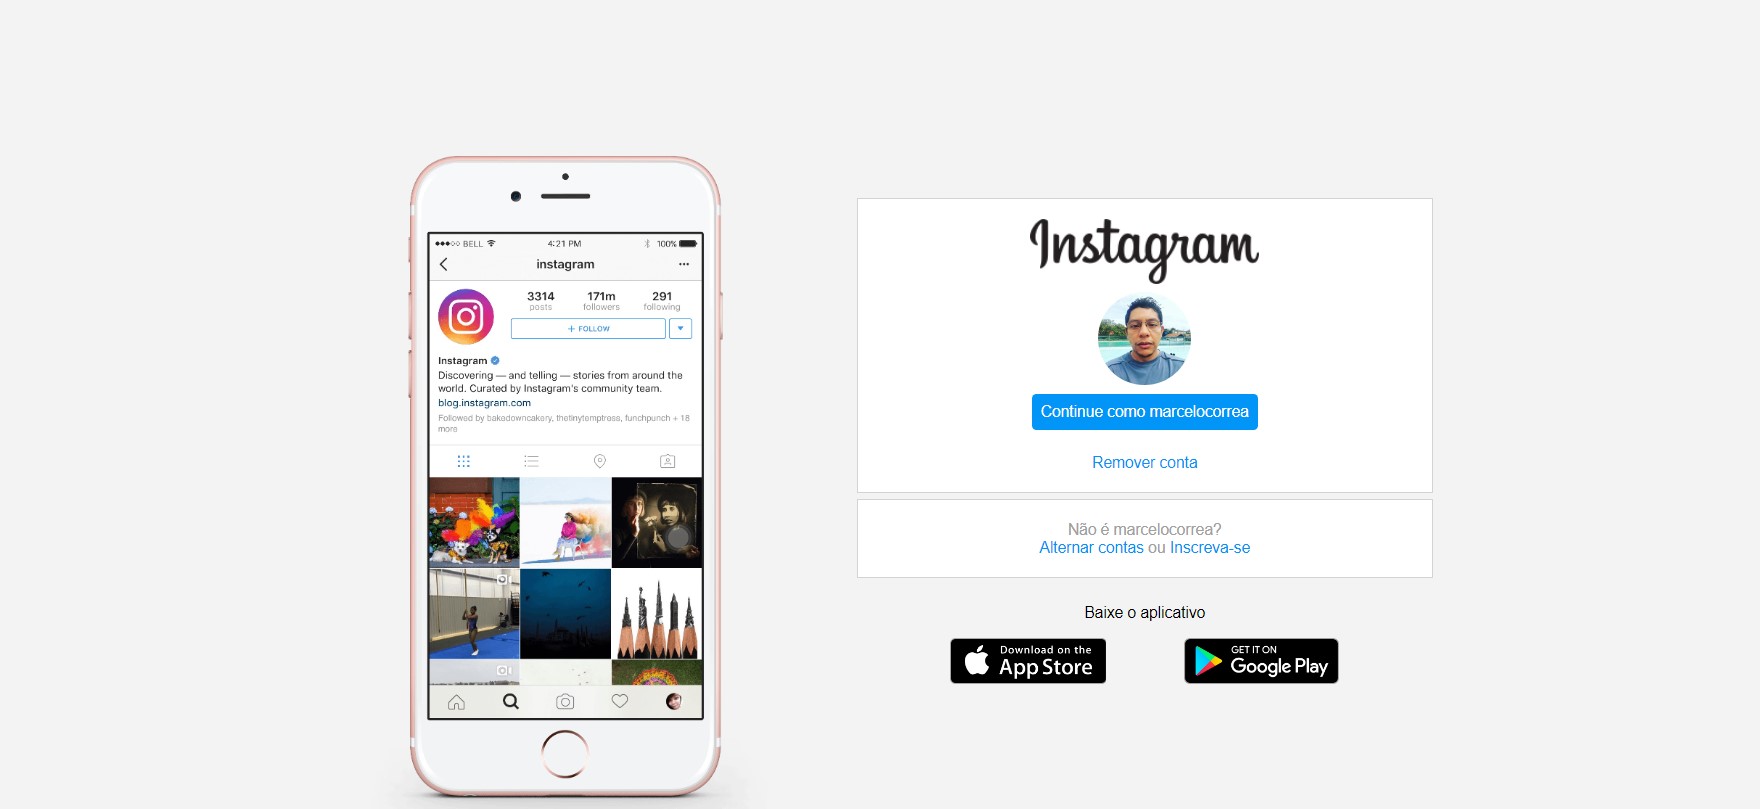 BELL
4:21 PM
100%
instagram
3314
171m
291
posts
followers
following
+ FOLLOW
Instagram
Discovering — and telling — stories from around the
world. Curated by Instagram's community team.
blog.instagram.com
Followed by bakedowncakery, thetinytemptress, funchpunch + 18
more
Instagram
Continue como marcelocorrea
Remover conta
Não é marcelocorrea?
Alternar contas ou Inscreva-se
Baixe o aplicativo
Download on the
App Store
GET IT ON
Google Play